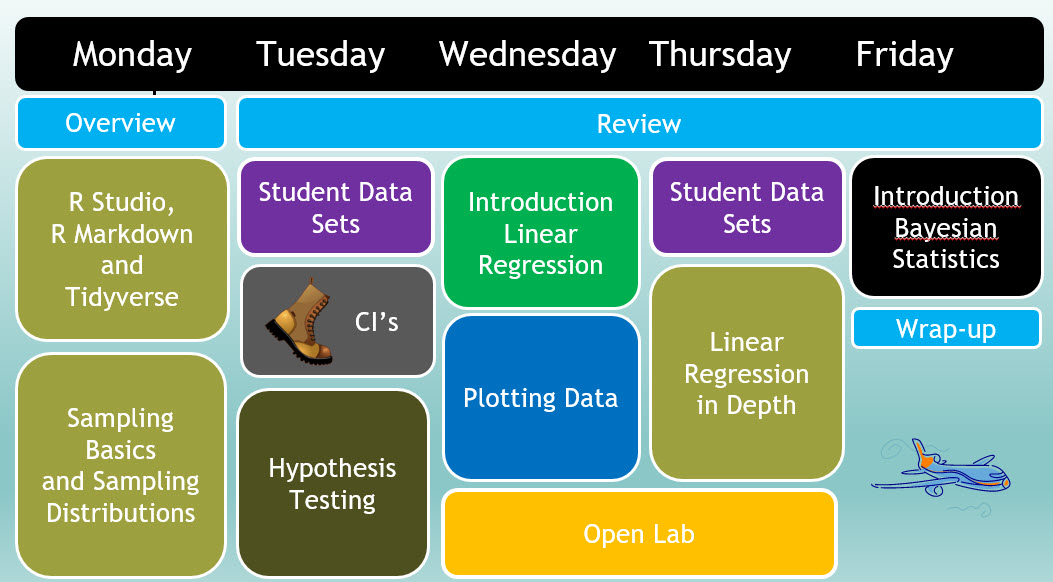 Monday Tuesday Wednesday Thursday Friday
Overview
Review
R Studio,
R Markdown
and
Tidyverse
Sampling
Basics
and Sampling
Distributions
Student Data
Sets
CI’s
Hypothesis
Testing
Introduction
Linear
Regression
Plotting Data
Student Data
Sets
Linear
Regression
in Depth
Open Lab
Introduction
Bayesian
Statistics
Wrap-up